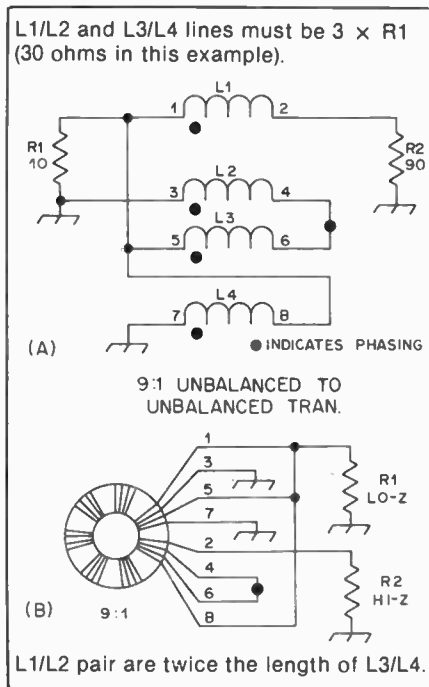 L1/L2 and L3/L4 lines must be 3 × R1
(30 ohms in this example).
L1
1 2
R1
10
R2
90
L2
3 4
L3
5 6
L4
7 8
(A)
● INDICATES PHASING
9:1 UNBALANCED TO
UNBALANCED TRAN.
1
3
5
7
2
4
6
8
R1
LO-Z
R2
HI-Z
(B)
9:1
L1/L2 pair are twice the length of L3/L4.